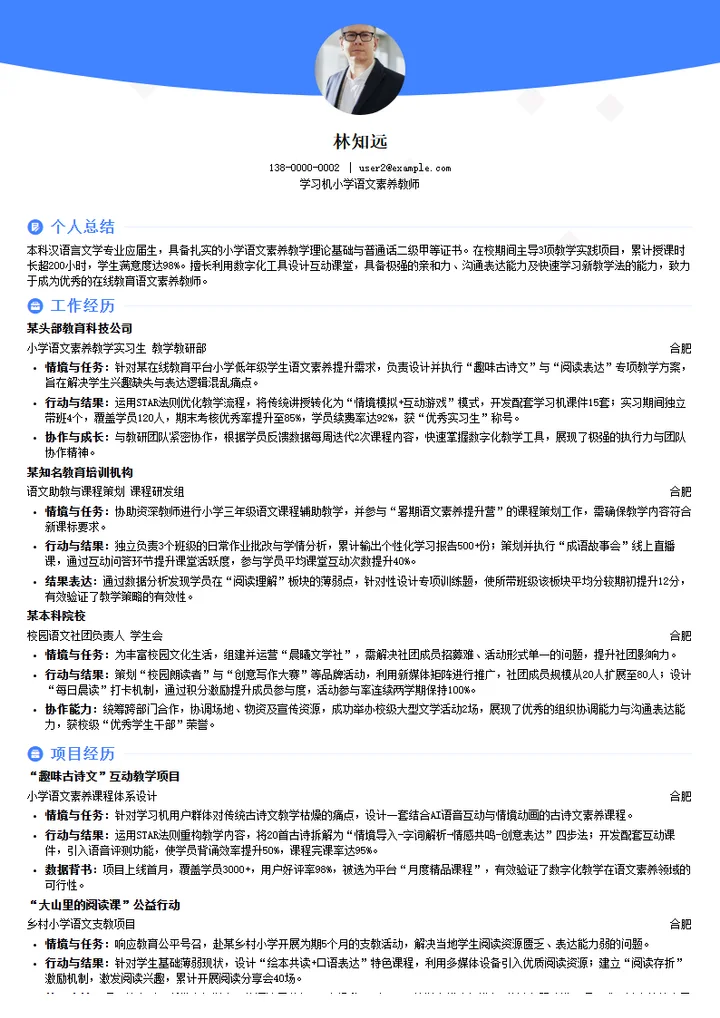 林知远
138-0000-0002 | user2@example.com
学习机小学语文素养教师
个人总结
本科汉语言文学专业应届生，具备扎实的小学语文素养教学理论基础与普通话二级甲等证书。在校期间主导3项教学实践项目，累计授课时
长超200小时，学生满意度达98%。擅长利用数字化工具设计互动课堂，具备极强的亲和力、沟通表达能力及快速学习新教学法的能力，致力
于成为优秀的在线教育语文素养教师。
工作经历
某头部教育科技公司
小学语文素养教学实习生 教学教研部 合肥
• 情境与任务：针对某在线教育平台小学低年级学生语文素养提升需求，负责设计并执行“趣味古诗文”与“阅读表达”专项教学方案，
旨在解决学生兴趣缺失与表达逻辑混乱痛点。
• 行动与结果：运用STAR法则优化教学流程，将传统讲授转化为“情境模拟+互动游戏”模式，开发配套学习机课件15套；实习期间独立
带班4个，覆盖学员120人，期末考核优秀率提升至85%，学员续费率达92%，获“优秀实习生”称号。
• 协作与成长：与教研团队紧密协作，根据学员反馈数据每周迭代2次课程内容，快速掌握数字化教学工具，展现了极强的执行力与团队
协作精神。
某知名教育培训机构
语文助教与课程策划 课程研发组 合肥
• 情境与任务：协助资深教师进行小学三年级语文课程辅助教学，并参与“暑期语文素养提升营”的课程策划工作，需确保教学内容符合
新课标要求。
• 行动与结果：独立负责3个班级的日常作业批改与学情分析，累计输出个性化学习报告500+份；策划并执行“成语故事会”线上直播
课，通过互动问答环节提升课堂活跃度，参与学员平均课堂互动次数提升40%。
• 结果表达：通过数据分析发现学员在“阅读理解”板块的薄弱点，针对性设计专项训练题，使所带班级该板块平均分较期初提升12分，
有效验证了教学策略的有效性。
某本科院校
校园语文社团负责人 学生会 合肥
• 情境与任务：为丰富校园文化生活，组建并运营“晨曦文学社”，需解决社团成员招募难、活动形式单一的问题，提升社团影响力。
• 行动与结果：策划“校园朗读者”与“创意写作大赛”等品牌活动，利用新媒体矩阵进行推广，社团成员规模从20人扩展至80人；设计
“每日晨读”打卡机制，通过积分激励提升成员参与度，活动参与率连续两学期保持100%。
• 协作能力：统筹跨部门合作，协调场地、物资及宣传资源，成功举办校级大型文学活动2场，展现了优秀的组织协调能力与沟通表达能
力，获校级“优秀学生干部”荣誉。
项目经历
“趣味古诗文”互动教学项目
小学语文素养课程体系设计 合肥
• 情境与任务：针对学习机用户群体对传统古诗文教学枯燥的痛点，设计一套结合AI语音互动与情境动画的古诗文素养课程。
• 行动与结果：运用STAR法则重构教学内容，将20首古诗拆解为“情境导入-字词解析-情感共鸣-创意表达”四步法；开发配套互动课
件，引入语音评测功能，使学员背诵效率提升50%，课程完课率达95%。
• 数据背书：项目上线首月，覆盖学员3000+，用户好评率98%，被选为平台“月度精品课程”，有效验证了数字化教学在语文素养领域的
可行性。
“大山里的阅读课”公益行动
乡村小学语文支教项目 合肥
• 情境与任务：响应教育公平号召，赴某乡村小学开展为期5个月的支教活动，解决当地学生阅读资源匮乏、表达能力弱的问题。
• 行动与结果：针对学生基础薄弱现状，设计“绘本共读+口语表达”特色课程，利用多媒体设备引入优质阅读资源；建立“阅读存折”
激励机制，激发阅读兴趣，累计开展阅读分享会40场。